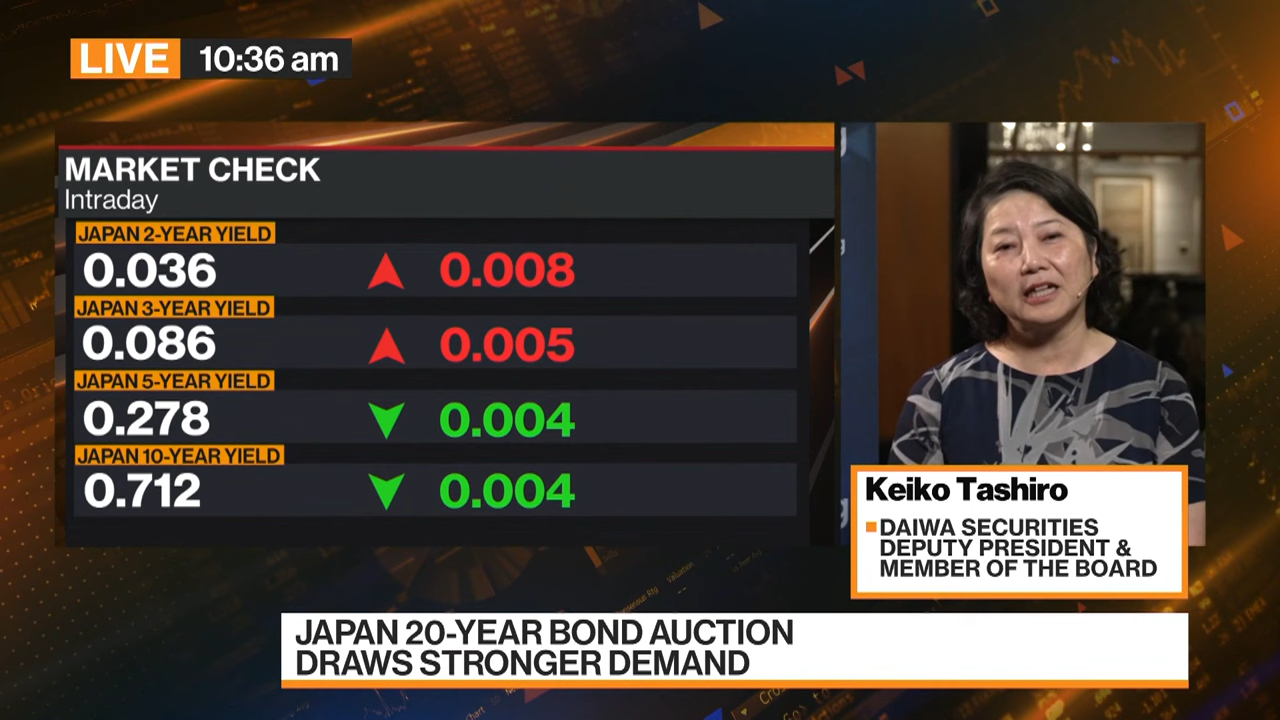 LIVE 10:36 am
MARKET CHECK
Intraday
JAPAN 2-YEAR YIELD
0.036 0.008
JAPAN 3-YEAR YIELD
0.086 0.005
JAPAN 5-YEAR YIELD
0.278 0.004
JAPAN 10-YEAR YIELD
0.712 0.004
Keiko Tashiro
DAIWA SECURITIES
DEPUTY PRESIDENT &
MEMBER OF THE BOARD
JAPAN 20-YEAR BOND AUCTION
DRAWS STRONGER DEMAND